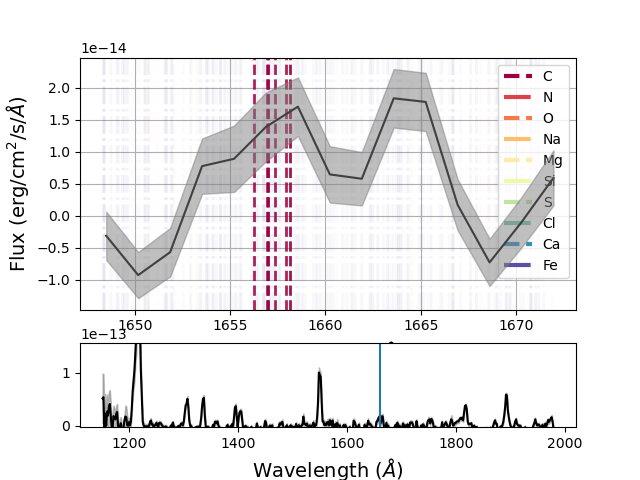 1e−14
Flux (erg/cm²/s/Å)
2.0
1.5
1.0
0.5
0.0
−0.5
−1.0
C
N
O
Na
Mg
Si
S
Cl
Ca
Fe
1650
1655
1660
1665
1670
1e−13
1
0
1200
1400
1600
1800
2000
Wavelength (Å)